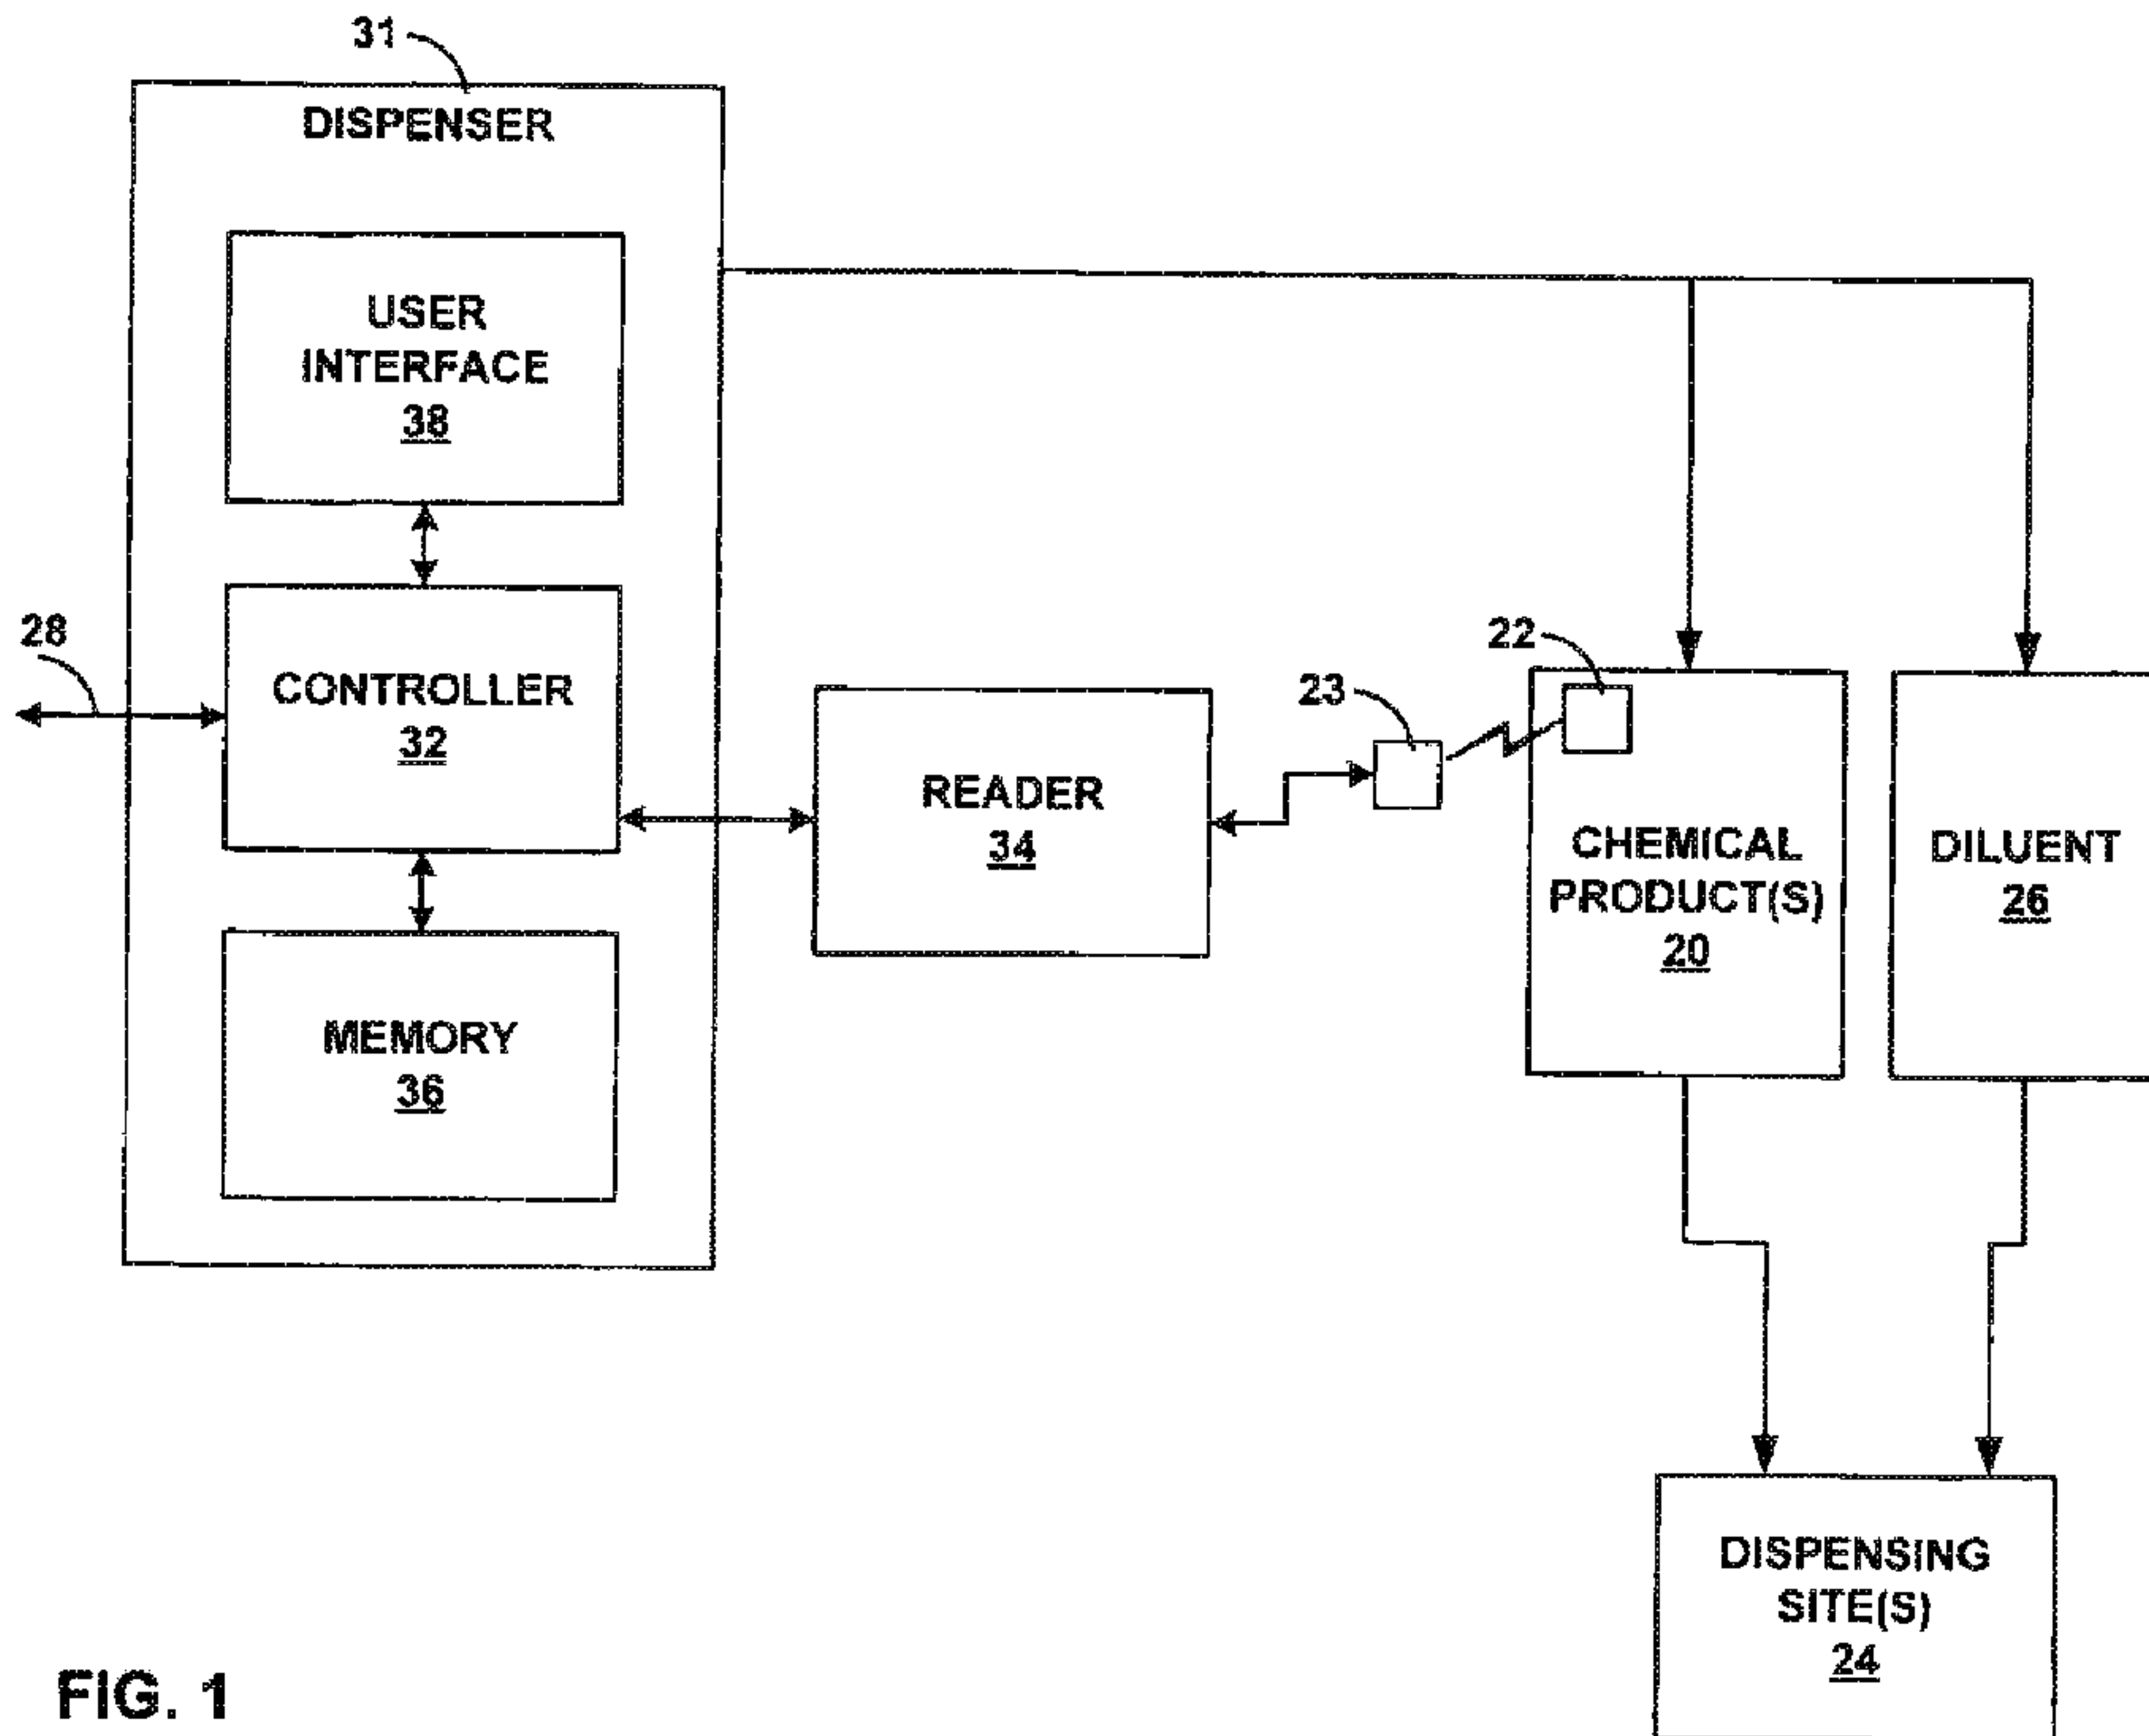 31
DISPENSER
USER
INTERFACE
38
28
CONTROLLER
32
MEMORY
36
READER
34
23
22
CHEMICAL
PRODUCT(S)
20
DILUENT
26
DISPENSING
SITE(S)
24
FIG. 1